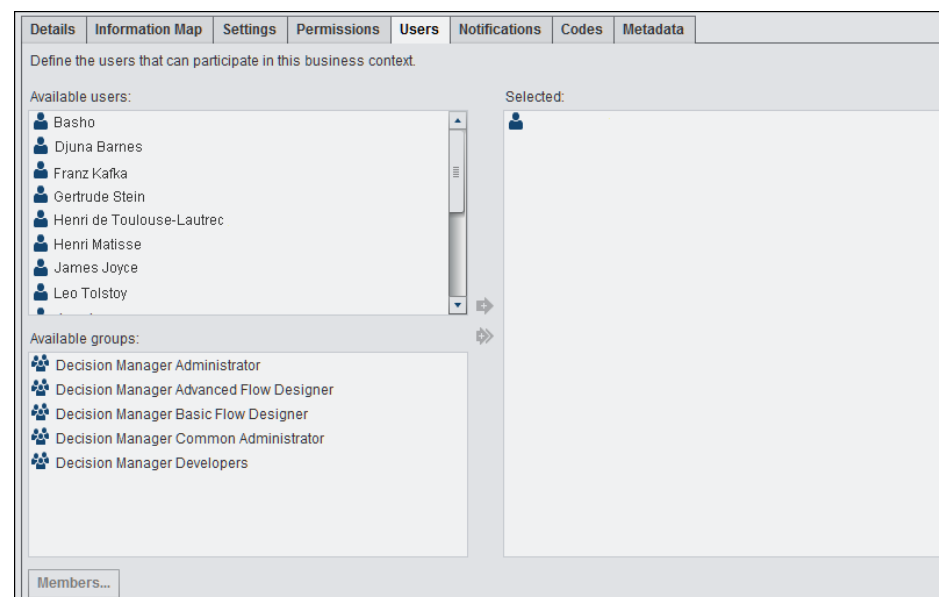 Details Information Map Settings Permissions Users Notifications Codes Metadata
Define the users that can participate in this business context.
Available users:
Selected:
Basho
Djuna Barnes
Franz Kafka
Gertrude Stein
Henri de Toulouse-Lautrec
Henri Matisse
James Joyce
Leo Tolstoy
Available groups:
Decision Manager Administrator
Decision Manager Advanced Flow Designer
Decision Manager Basic Flow Designer
Decision Manager Common Administrator
Decision Manager Developers
Members...